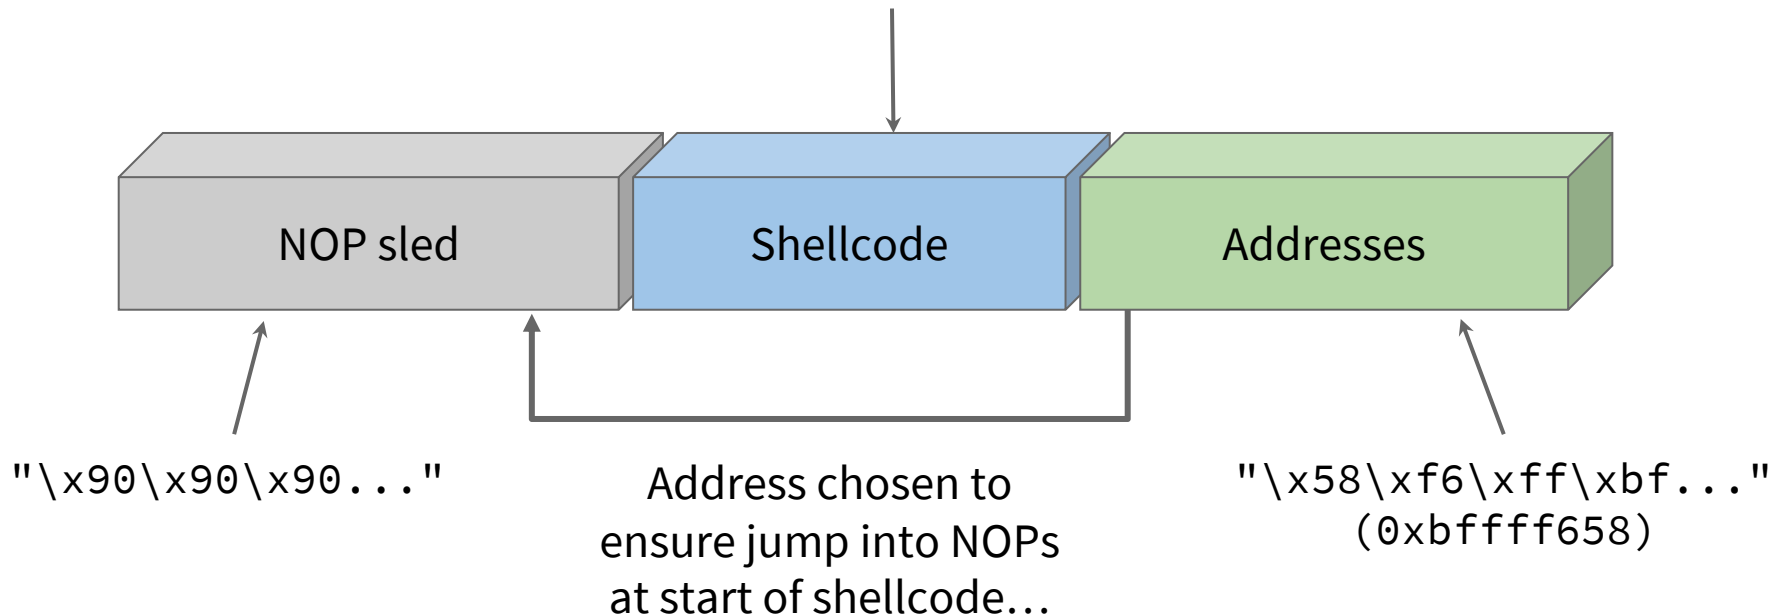 NOP sled
Shellcode
Addresses
"\x90\x90\x90..."
Address chosen to
ensure jump into NOPs
at start of shellcode…
"\x58\xf6\xff\xbf..."
(0xbffff658)